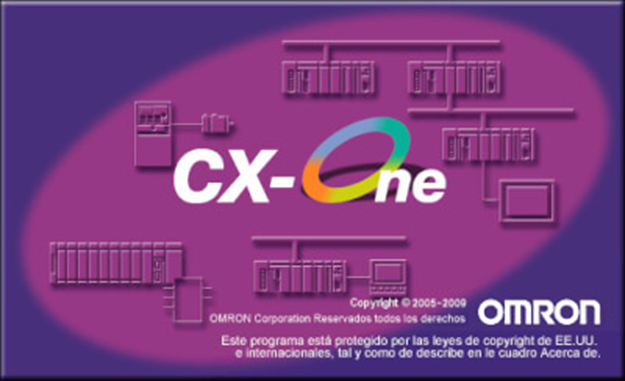 CX-One
Copyright © 2005-2009
OMRON Corporation Reservados todos los derechos
OMRON
Este programa está protegido por las leyes de copyright de EE.UU.
e internacionales, tal y como de describe en le cuadro Acerca de.